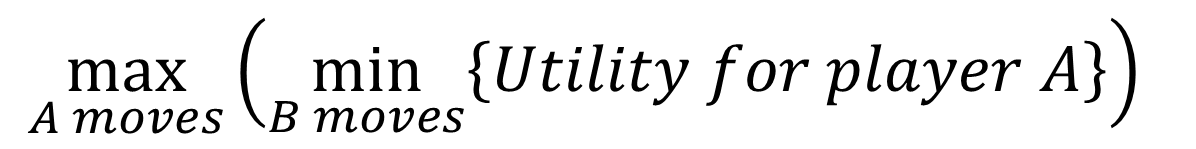 max (min {Utility for player A})
A moves B moves